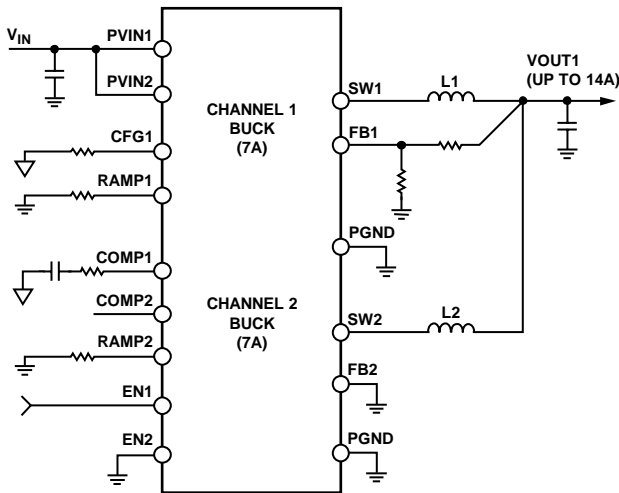 VIN
PVIN1
PVIN2
CFG1
RAMP1
COMP1
COMP2
RAMP2
EN1
EN2
CHANNEL 1
BUCK
(7A)
CHANNEL 2
BUCK
(7A)
SW1
L1
VOUT1
(UP TO 14A)
FB1
PGND
SW2
L2
FB2
PGND